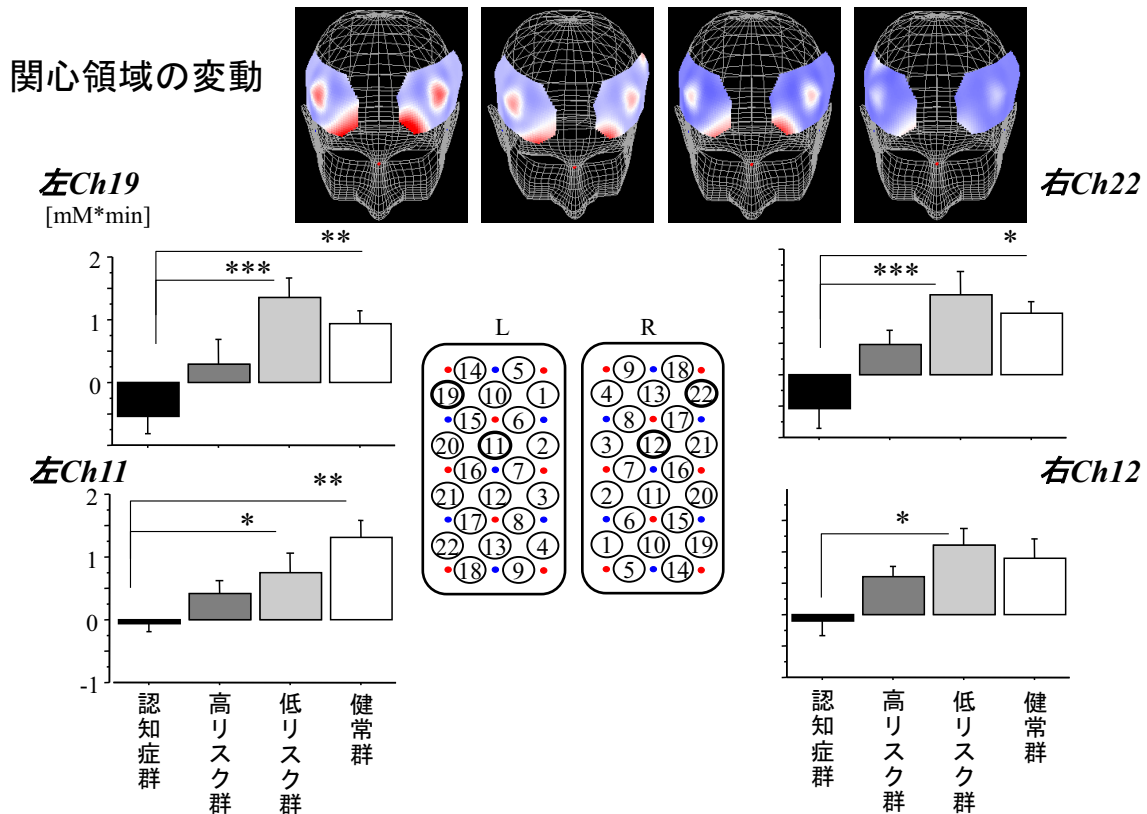 関心領域の変動
左Ch19
[mM*min]
右Ch22
**
***
2
1
0
*
***
L
R
14 5
19 10 1
15 6
20 11 2
16 7
21 12 3
17 8
22 13 4
18 9
9 18
4 13 22
8 17
3 12 21
7 16
2 11 20
6 15
1 10 19
5 14
左Ch11
**
*
2
1
0
-1
右Ch12
*
認知症群
高リスク群
低リスク群
健常群
認知症群
高リスク群
低リスク群
健常群